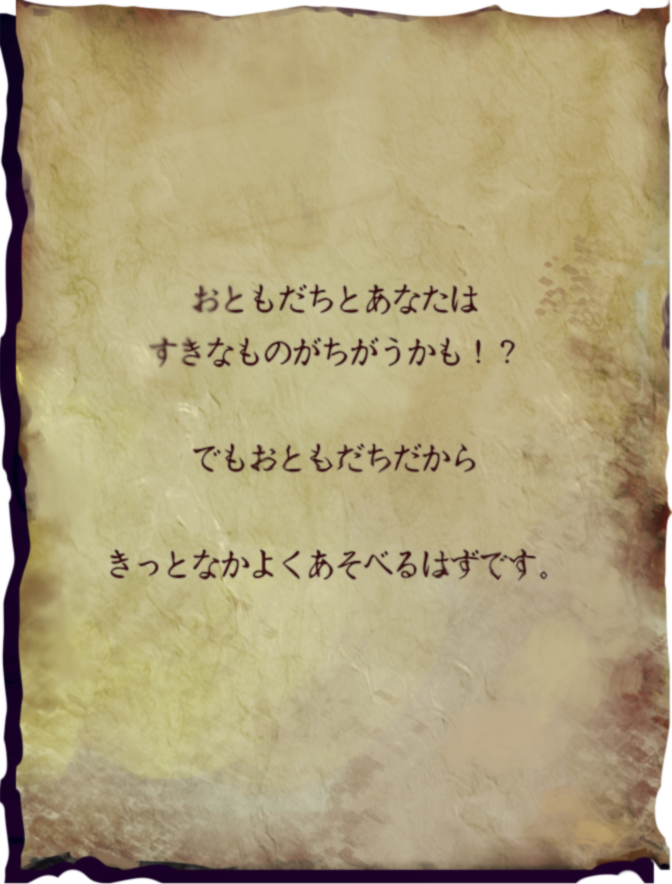 おともだちとあなたは
すきなものがちがうかも！？
でもおともだちだから
きっとなかよくあそべるはずです。